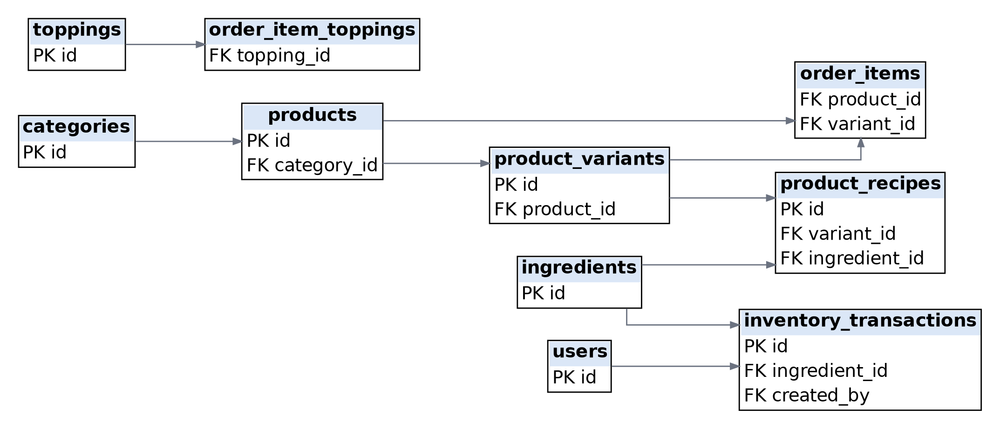 toppings
PK id
order_item_toppings
FK topping_id
order_items
FK product_id
FK variant_id
categories
PK id
products
PK id
FK category_id
product_variants
PK id
FK product_id
product_recipes
PK id
FK variant_id
FK ingredient_id
ingredients
PK id
inventory_transactions
PK id
FK ingredient_id
FK created_by
users
PK id